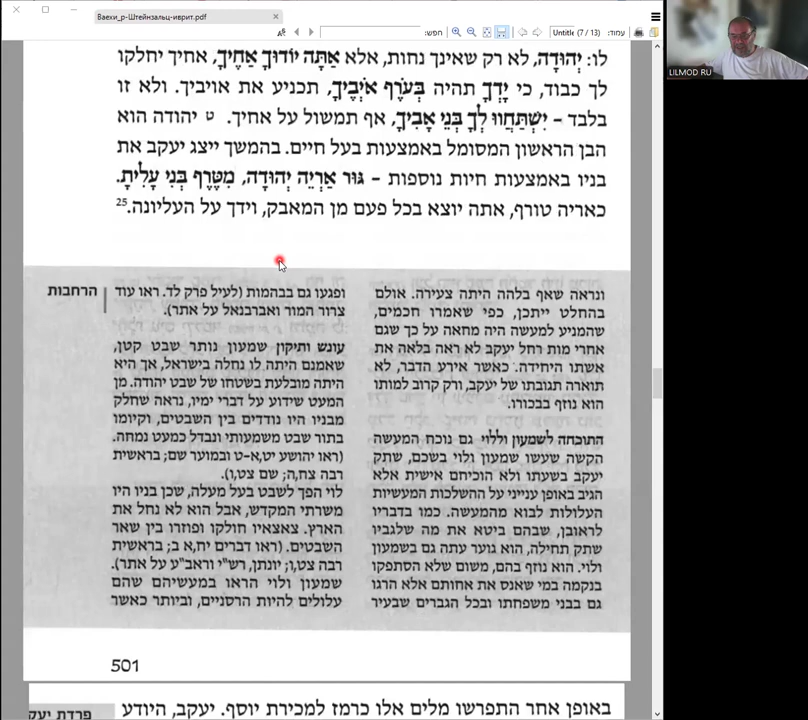 Ваехи_р-Штейнзальц-иврит.pdf
עמוד: (7 / 13) Untitle
חפש:
LILMOD RU
לו: יְהוּדָה, לא רק שאינך נחות, אלא אַתָּה יוֹדוּךָ אַחֶיךָ, אחיך יחלקו
לך כבוד, כי יָדְךָ תהיה בְּעֹרֶף אֹיְבֶיךָ, תכניע את אויביך. ולא זו
בלבד – יִשְׁתַּחֲווּ לְךָ בְּנֵי אָבִיךָ, אף תמשול על אחיך. ט יהודה הוא
הבן הראשון המסומל באמצעות בעל חיים. בהמשך ייצג יעקב את
בניו באמצעות חיות נוספות – גּוּר אַרְיֵה יְהוּדָה, מִטֶּרֶף בְּנִי עָלִיתָ.
כאריה טורף, אתה יוצא בכל פעם מן המאבק, וידך על העליונה.25
ונראה שאף בלהה היתה צעירה. אולם
בהחלט ייתכן, כפי שאמרו חכמים,
שהמניע למעשה היה מחאה על כך שגם
אחרי מות רחל יעקב לא ראה בלאה את
אשתו היחידה. כאשר אירע הדבר, לא
תוארה תגובתו של יעקב, ורק קרוב למותו
הוא נוזף בבכורו.
התוכחה לשמעון וללוי גם נוכח המעשה
הקשה שעשו שמעון ולוי בשכם, שתק
יעקב בשעתו ולא הוכיחם אישית אלא
הגיב באופן ענייני על ההשלכות המעשיות
העלולות לבוא מהמעשה. כמו בדבריו
לראובן, שבהם ביטא את מה שלגביו
שתק תחילה, הוא גוער עתה גם בשמעון
ולוי. הוא נוזף בהם, משום שלא הסתפקו
בנקמה במי שאנס את אחותם אלא הרגו
גם בבני משפחתו ובכל הגברים שבעיר
הרחבות
ופגעו גם בבהמות (לעיל פרק לד. ראו עוד
צרור המור ואברבנאל על אתר).
עונש ותיקון שמעון נותר שבט קטן,
שאמנם היתה לו נחלה בישראל, אך היא
היתה מובלעת בשטחו של שבט יהודה. מן
המעט שידוע על דברי ימיו, נראה שחלק
מבניו היו נודדים בין השבטים, וקיומו
בתור שבט משמעותי ונבדל כמעט נמחה.
(ראו יהושע יט,א–ט ובמוער שם; בראשית
רבה צח,ה; שם צט,ו).
לוי הפך לשבט בעל מעלה, שכן בניו היו
משרתי המקדש, אבל הוא לא נחל את
הארץ. צאצאיו חולקו ופוזרו בין שאר
השבטים. (ראו דברים יח,א ב; בראשית
רבה צט,ו; יונתן, רש"י וראב"ע על אתר).
שמעון ולוי הראו במעשיהם שהם
עלולים להיות הרסניים, וביותר כאשר
501
באופן אחר התפרשו מלים אלו כרמז למכירת יוסף. יעקב, היודע
פרדת יעק